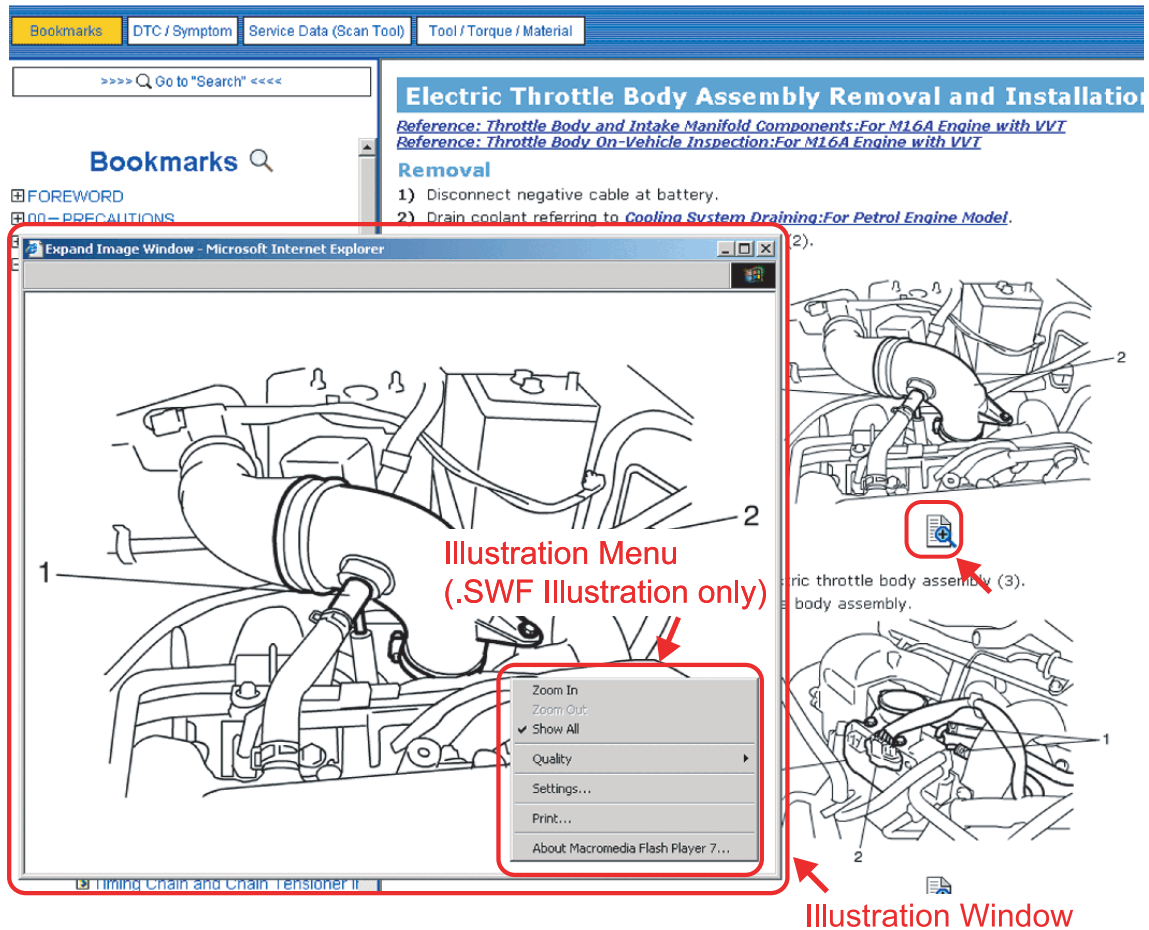 Bookmarks
DTC / Symptom
Service Data (Scan Tool)
Tool / Torque / Material
>>>> Go to "Search" <<<<
Bookmarks
FOREWORD
00-PRECAUTIONS
Electric Throttle Body Assembly Removal and Installation
Reference: Throttle Body and Intake Manifold Components:For M16A Engine with VVT
Reference: Throttle Body On-Vehicle Inspection:For M16A Engine with VVT
Removal
1) Disconnect negative cable at battery.
2) Drain coolant referring to Cooling System Draining:For Petrol Engine Model.
(2).
Expand Image Window - Microsoft Internet Explorer
1
2
2
Illustration Menu
(.SWF Illustration only)
tric throttle body assembly (3).
body assembly.
Zoom In
Zoom Out
Show All
Quality
Settings...
Print...
About Macromedia Flash Player 7...
1
2
Timing Chain and Chain Tensioner
Illustration Window